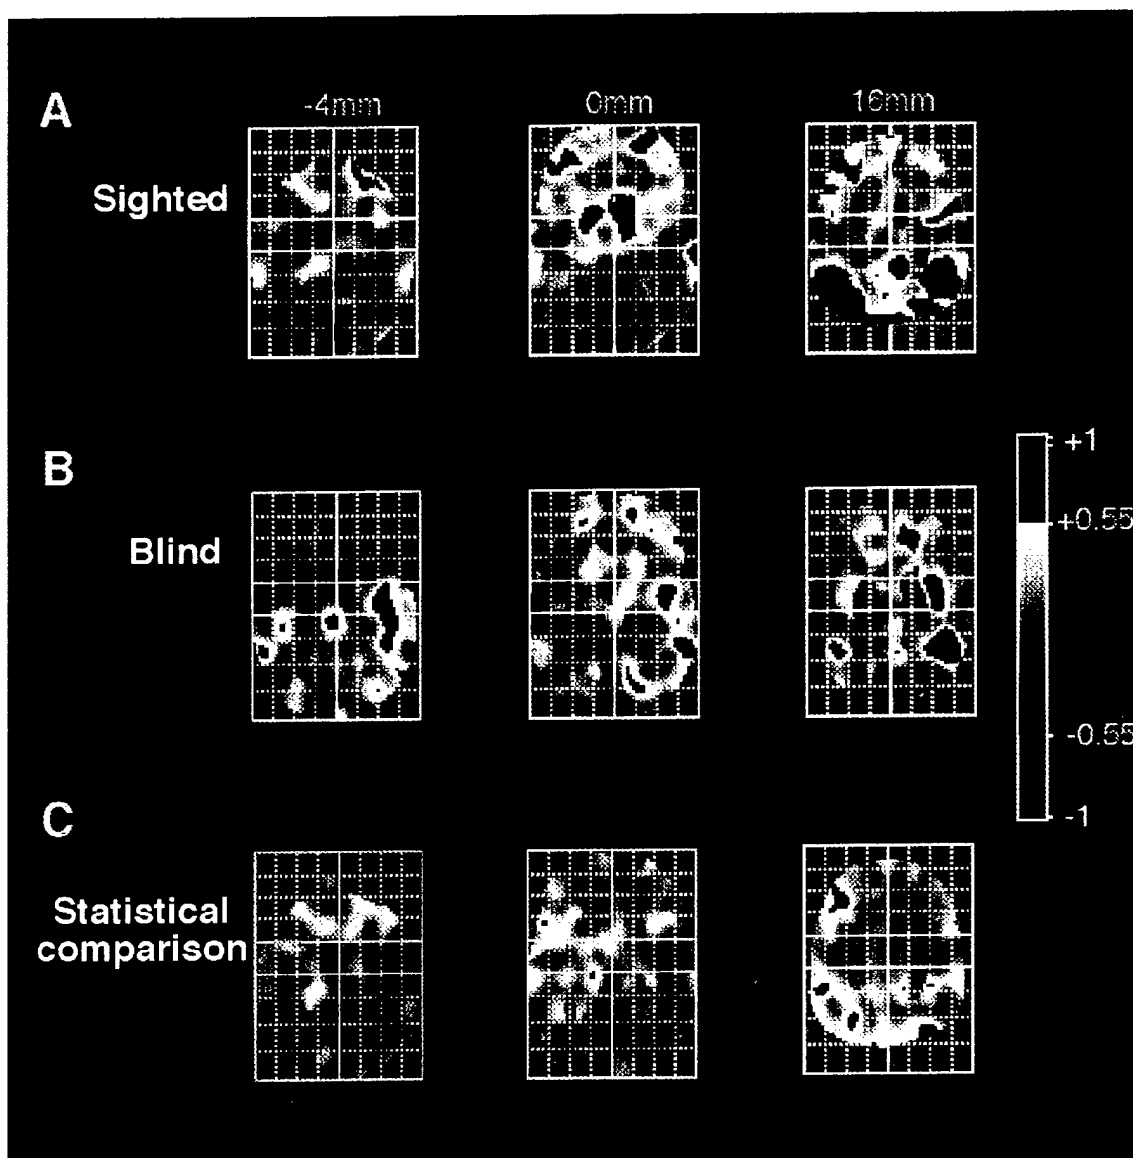 A
-4mm
0mm
16mm
Sighted
B
Blind
+1
+0.55
-0.55
-1
C
Statistical
comparison